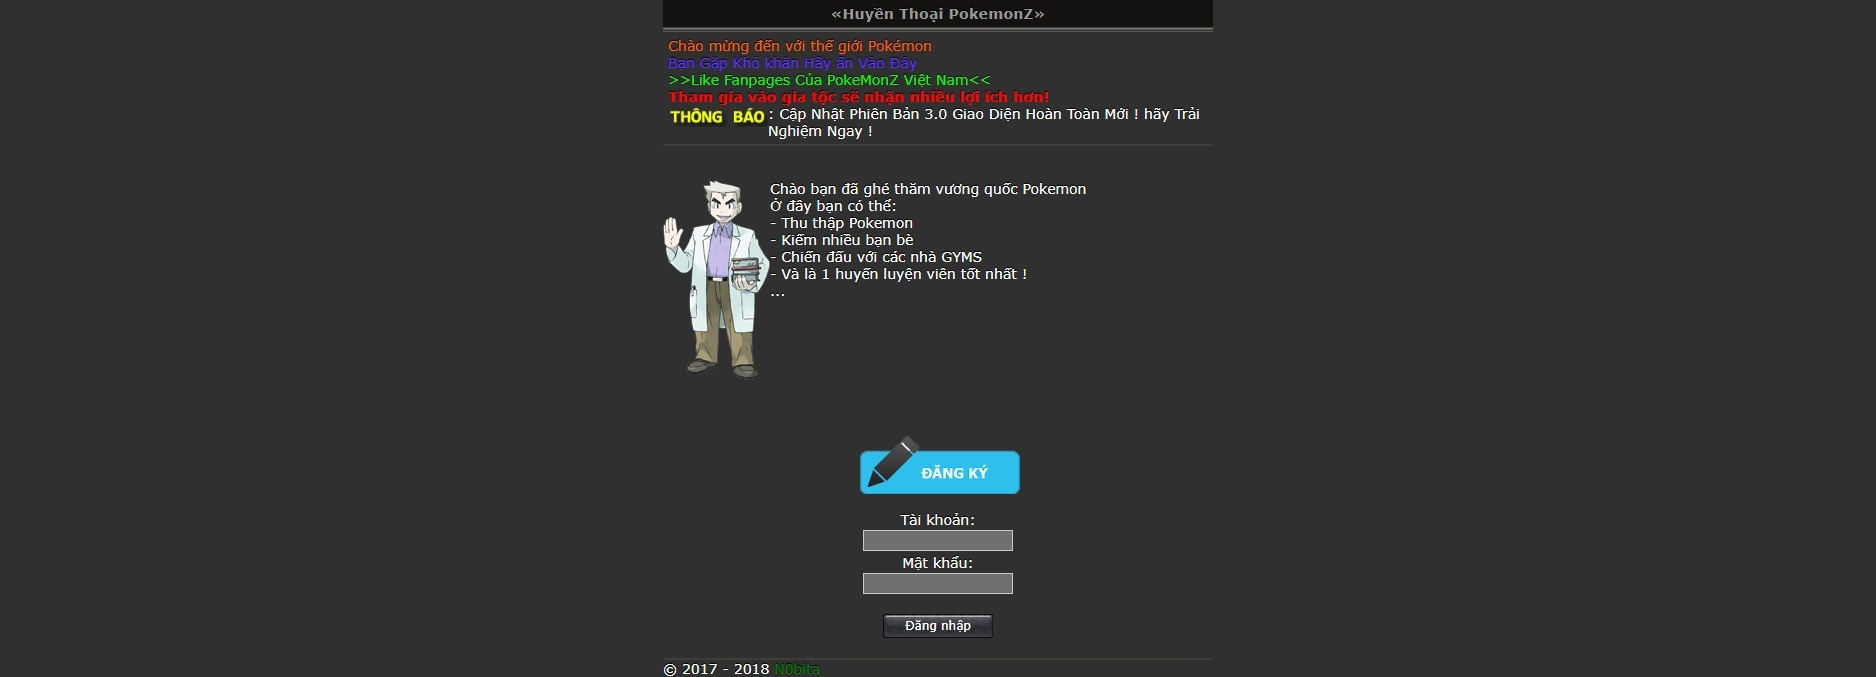 «Huyền Thoại PokemonZ»
Chào mừng đến với thế giới Pokémon
Bạn Gặp Khó khăn Hãy ấn Vào Đây
>>Like Fanpages Của PokeMonZ Việt Nam<<
Tham gia vào gia tộc sẽ nhận nhiều lợi ích hơn!
THÔNG BÁO : Cập Nhật Phiên Bản 3.0 Giao Diện Hoàn Toàn Mới ! hãy Trải
Nghiệm Ngay !
Chào bạn đã ghé thăm vương quốc Pokemon
Ở đây bạn có thể:
- Thu thập Pokemon
- Kiếm nhiều bạn bè
- Chiến đấu với các nhà GYMS
- Và là 1 huyến luyện viên tốt nhất !
...
ĐĂNG KÝ
Tài khoản:
Mật khẩu:
Đăng nhập
© 2017 - 2018 N0bita